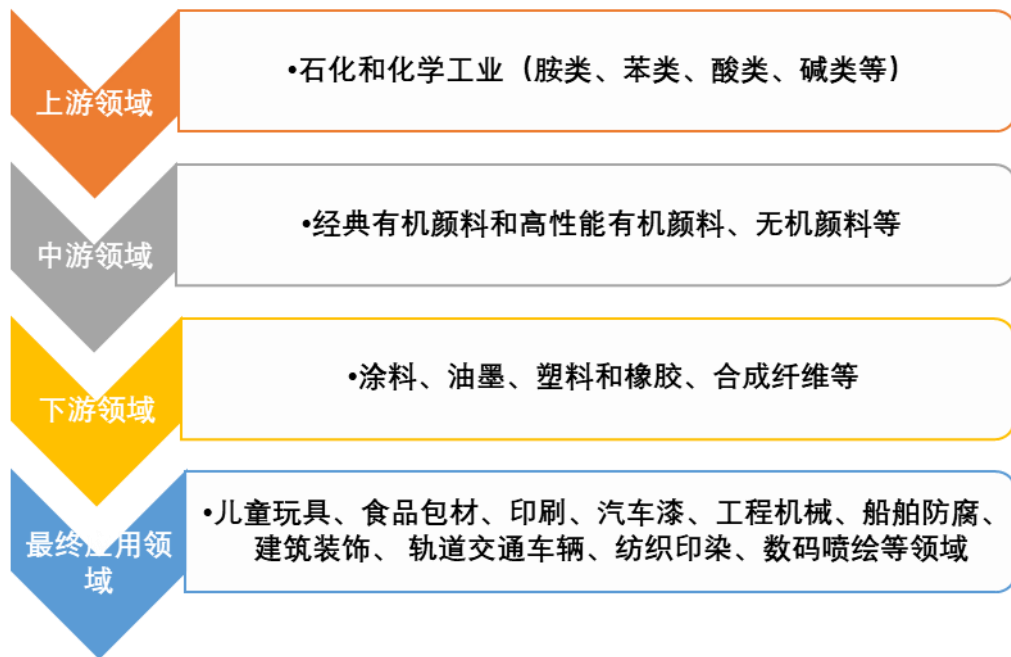 上游领域
•石化和化学工业（胺类、苯类、酸类、碱类等）
中游领域
•经典有机颜料和高性能有机颜料、无机颜料等
下游领域
•涂料、油墨、塑料和橡胶、合成纤维等
最终应用领
域
•儿童玩具、食品包材、印刷、汽车漆、工程机械、船舶防腐、
建筑装饰、 轨道交通车辆、纺织印染、数码喷绘等领域